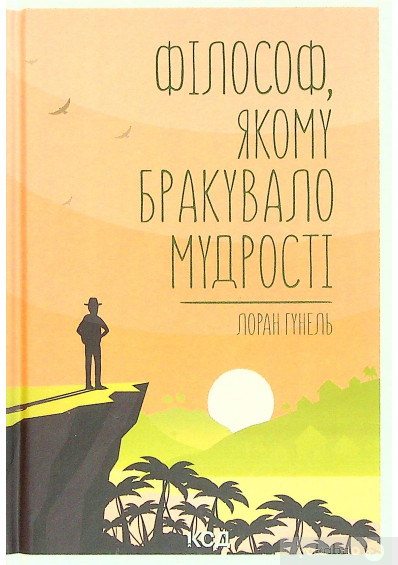 ФІЛОСОФ,
ЯКОМУ
БРАКУВАЛО
МУДРОСТІ
ЛОРАН ГУНЕЛЬ
КСД